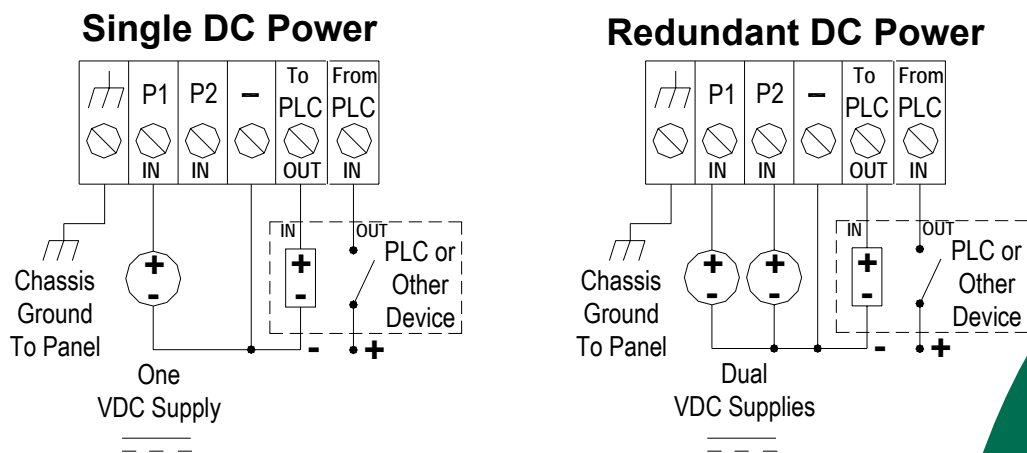 Single DC Power
P1 P2 – To PLC From PLC
IN IN OUT IN
IN OUT
+ +
- -
PLC or
Other
Device
Chassis
Ground
To Panel
- +
One
VDC Supply
Redundant DC Power
P1 P2 – To PLC From PLC
IN IN OUT IN
IN OUT
+ + +
- - -
PLC or
Other
Device
Chassis
Ground
To Panel
- +
Dual
VDC Supplies